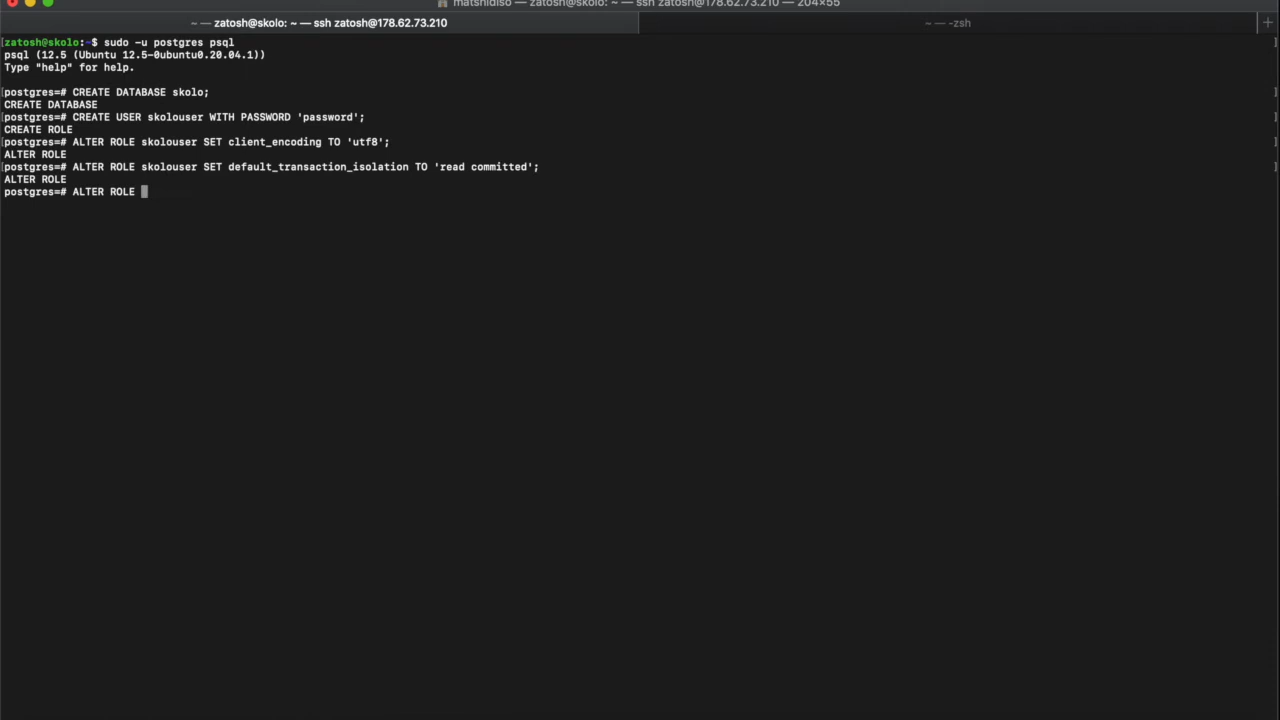 matshidiso — zatosh@skolo: ~ — ssh zatosh@178.62.73.210 — 204×55
~ — zatosh@skolo: ~ — ssh zatosh@178.62.73.210
~ — -zsh
[zatosh@skolo:~$ sudo -u postgres psql ]
psql (12.5 (Ubuntu 12.5-0ubuntu0.20.04.1))
Type "help" for help.
[postgres=# CREATE DATABASE skolo; ]
CREATE DATABASE
[postgres=# CREATE USER skolouser WITH PASSWORD 'password'; ]
CREATE ROLE
[postgres=# ALTER ROLE skolouser SET client_encoding TO 'utf8'; ]
ALTER ROLE
[postgres=# ALTER ROLE skolouser SET default_transaction_isolation TO 'read committed'; ]
ALTER ROLE
postgres=# ALTER ROLE